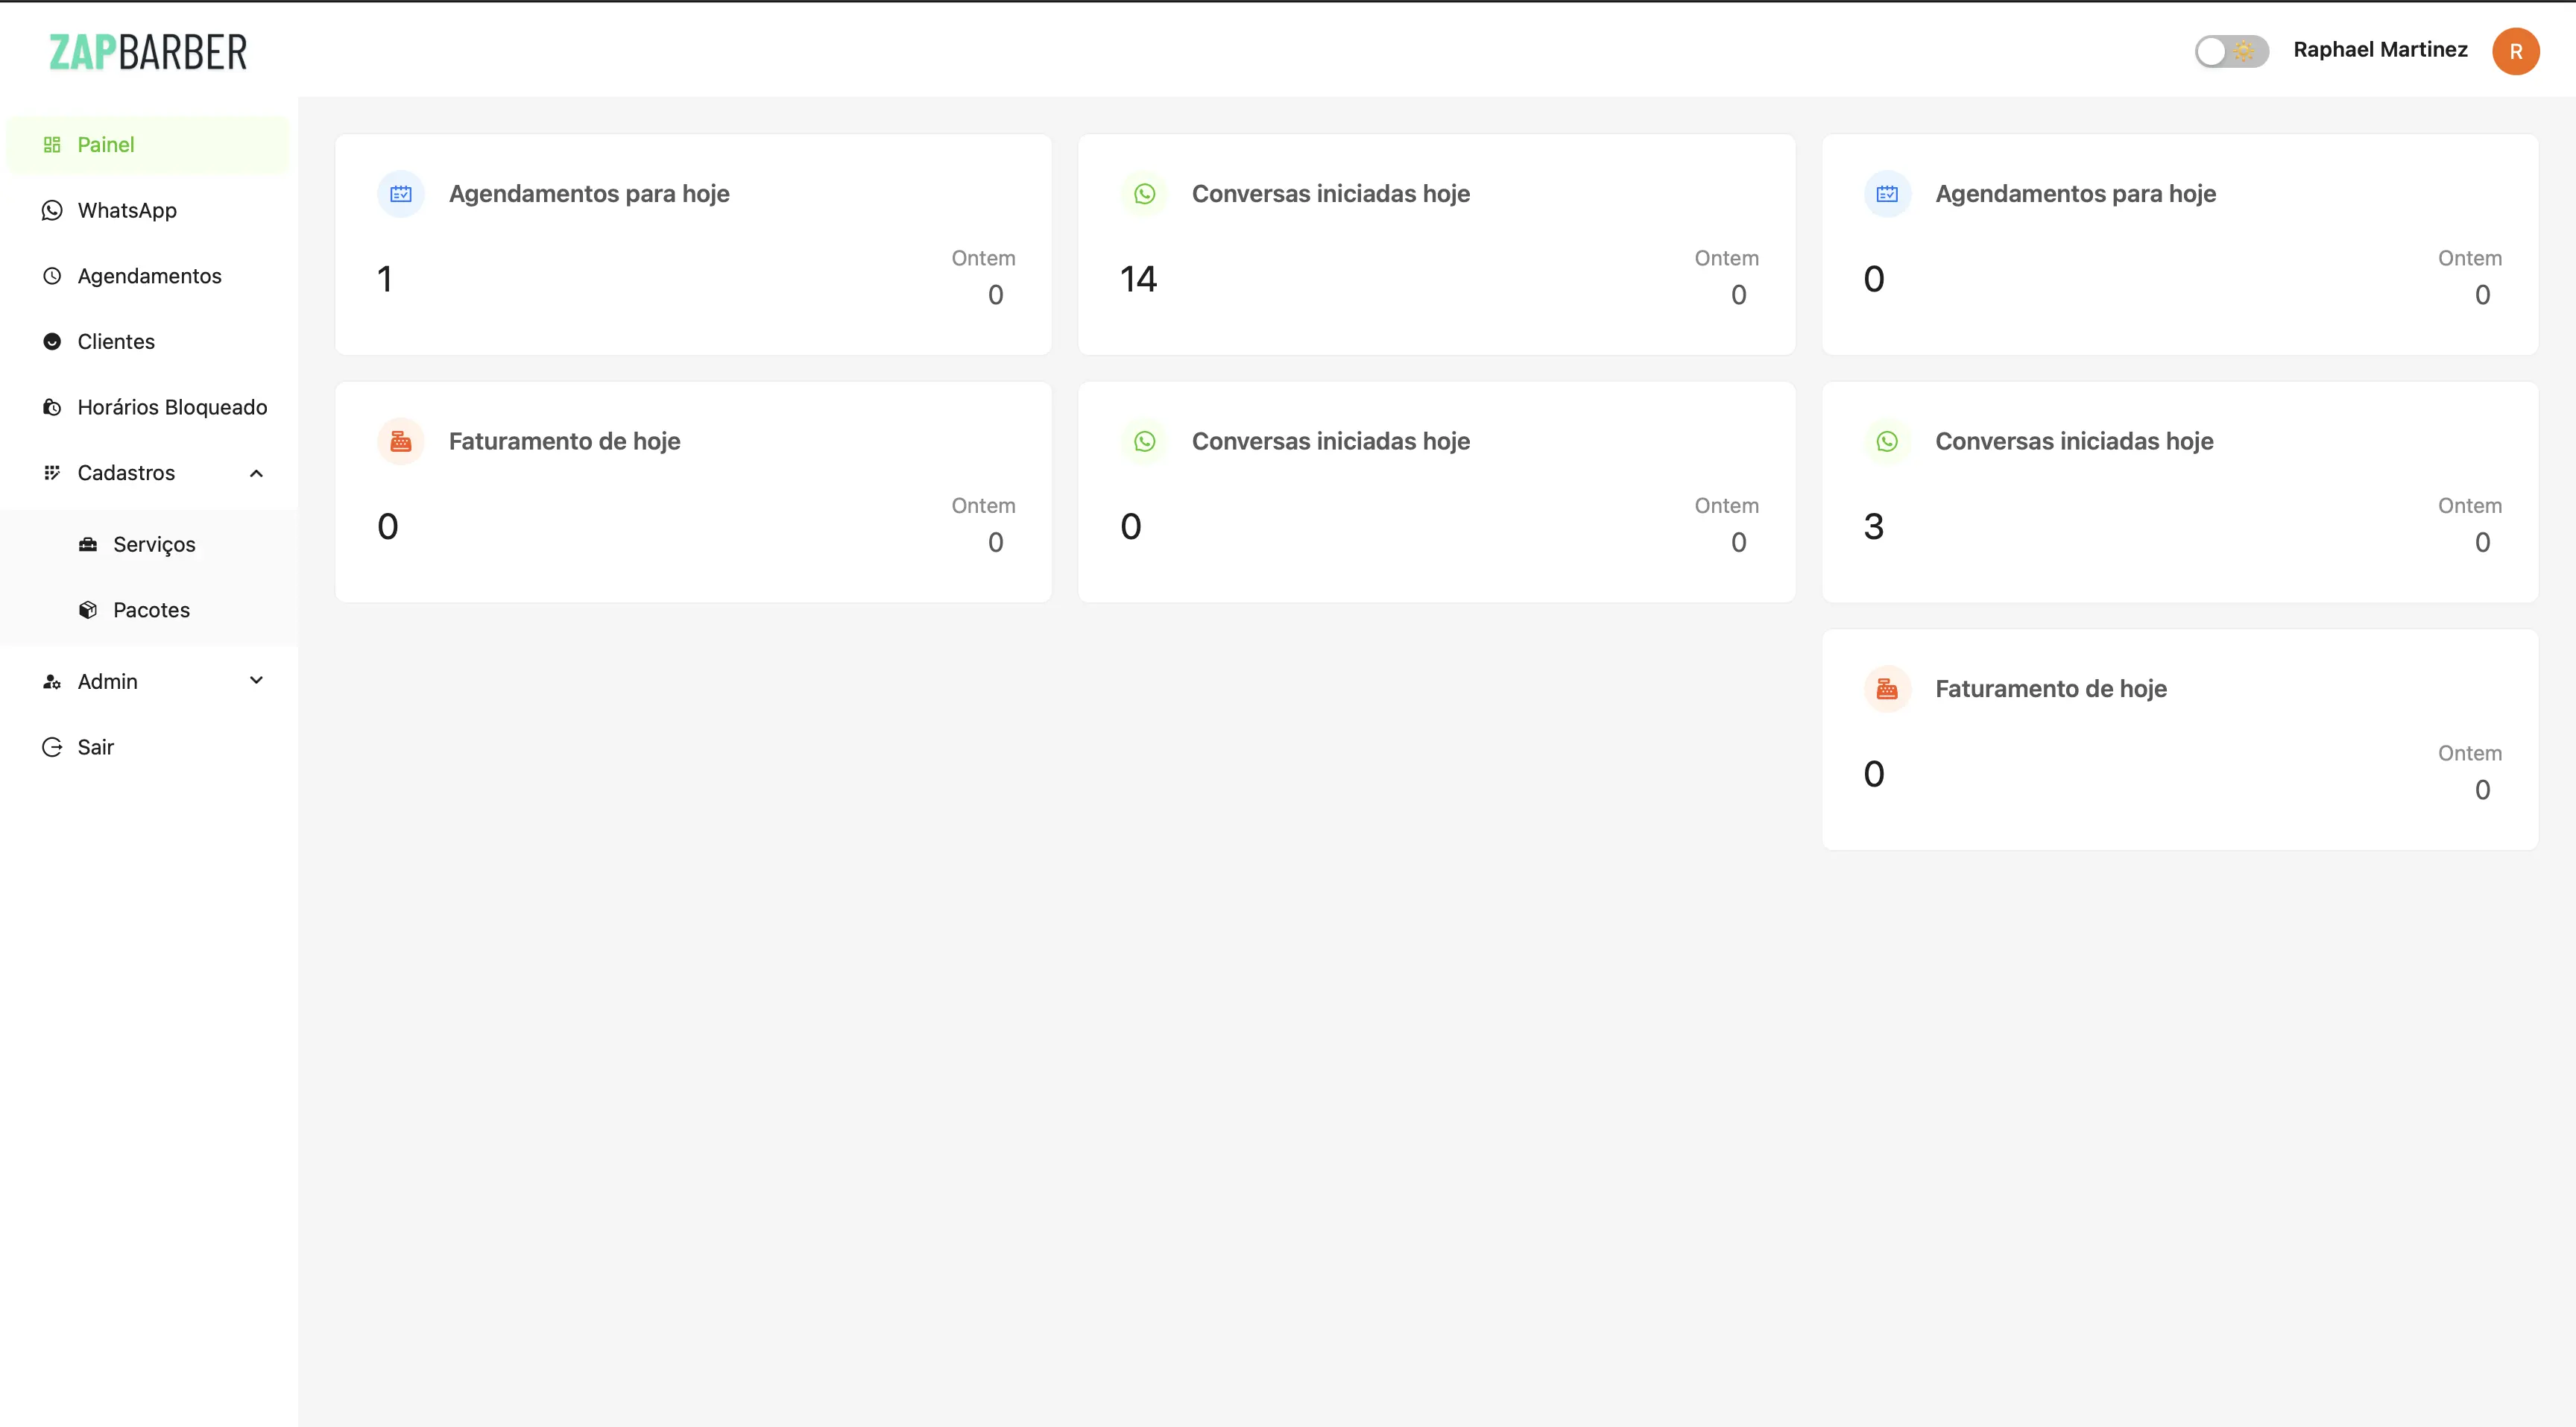 ZAPBARBER
Raphael Martinez
R
Painel
WhatsApp
Agendamentos
Clientes
Horários Bloqueado
Cadastros
Serviços
Pacotes
Admin
Sair
Agendamentos para hoje
1
Ontem
0
Conversas iniciadas hoje
14
Ontem
0
Agendamentos para hoje
0
Ontem
0
Faturamento de hoje
0
Ontem
0
Conversas iniciadas hoje
0
Ontem
0
Conversas iniciadas hoje
3
Ontem
0
Faturamento de hoje
0
Ontem
0